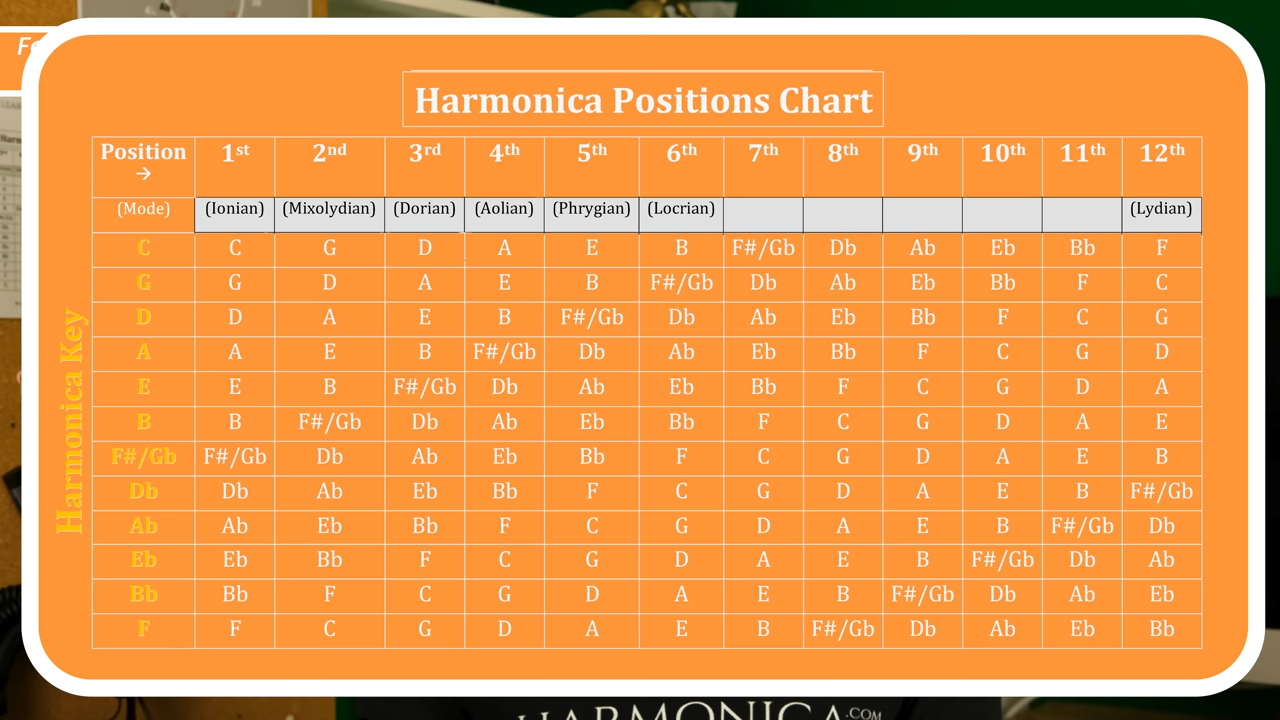 Harmonica Positions Chart
Position → 1st 2nd 3rd 4th 5th 6th 7th 8th 9th 10th 11th 12th
(Mode) (Ionian) (Mixolydian) (Dorian) (Aolian) (Phrygian) (Locrian) (Lydian)
Harmonica Key
C C G D A E B F#/Gb Db Ab Eb Bb F
G G D A E B F#/Gb Db Ab Eb Bb F C
D D A E B F#/Gb Db Ab Eb Bb F C G
A A E B F#/Gb Db Ab Eb Bb F C G D
E E B F#/Gb Db Ab Eb Bb F C G D A
B B F#/Gb Db Ab Eb Bb F C G D A E
F#/Gb F#/Gb Db Ab Eb Bb F C G D A E B
Db Db Ab Eb Bb F C G D A E B F#/Gb
Ab Ab Eb Bb F C G D A E B F#/Gb Db
Eb Eb Bb F C G D A E B F#/Gb Db Ab
Bb Bb F C G D A E B F#/Gb Db Ab Eb
F F C G D A E B F#/Gb Db Ab Eb Bb
HARMONICA.COM